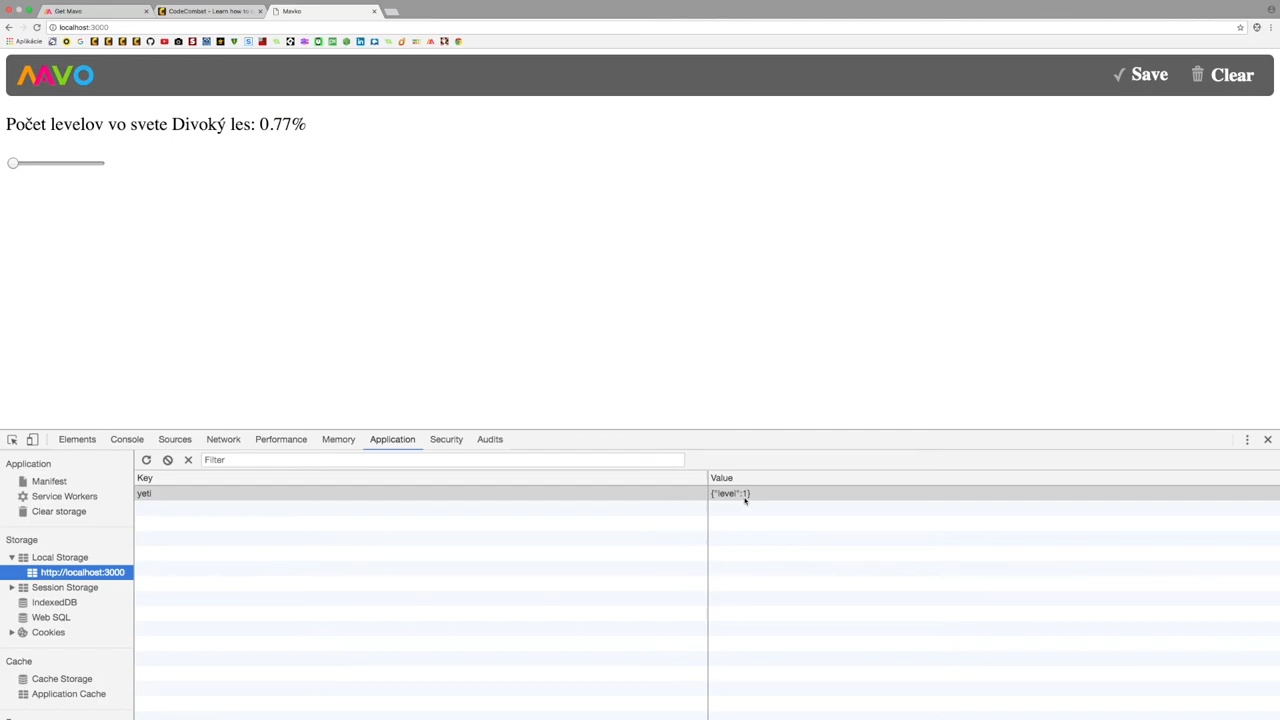 Get Mavo
CodeCombat - Learn how to c
Mavko
localhost:3000
Aplikácie
MAVO
Save
Clear
Počet levelov vo svete Divoký les: 0.77%
Elements
Console
Sources
Network
Performance
Memory
Application
Security
Audits
Application
Filter
Key
Value
Manifest
yeti
{"level":1}
Service Workers
Clear storage
Storage
Local Storage
http://localhost:3000
Session Storage
IndexedDB
Web SQL
Cookies
Cache
Cache Storage
Application Cache